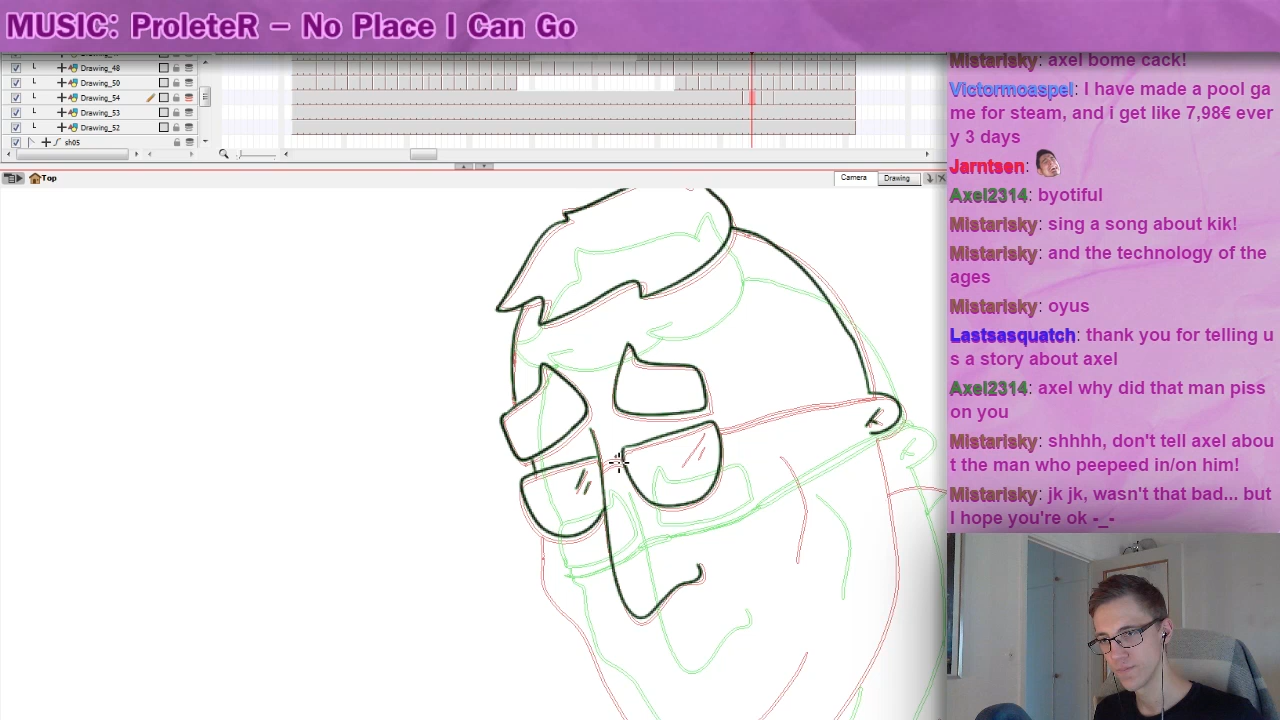 MUSIC: ProleteR – No Place I Can Go
Drawing_48
Drawing_50
Drawing_54
Drawing_53
Drawing_52
sh05
Top
Camera
Drawing
Mistarisky: axel bome cack!
Victormoaspel: I have made a pool ga
me for steam, and i get like 7,98€ ever
y 3 days
Jarntsen:
Axel2314: byotiful
Mistarisky: sing a song about kik!
Mistarisky: and the technology of the
ages
Mistarisky: oyus
Lastsasquatch: thank you for telling u
s a story about axel
Axel2314: axel why did that man piss
on you
Mistarisky: shhhh, don't tell axel abou
t the man who peepeed in/on him!
Mistarisky: jk jk, wasn't that bad... but
I hope you're ok -_-